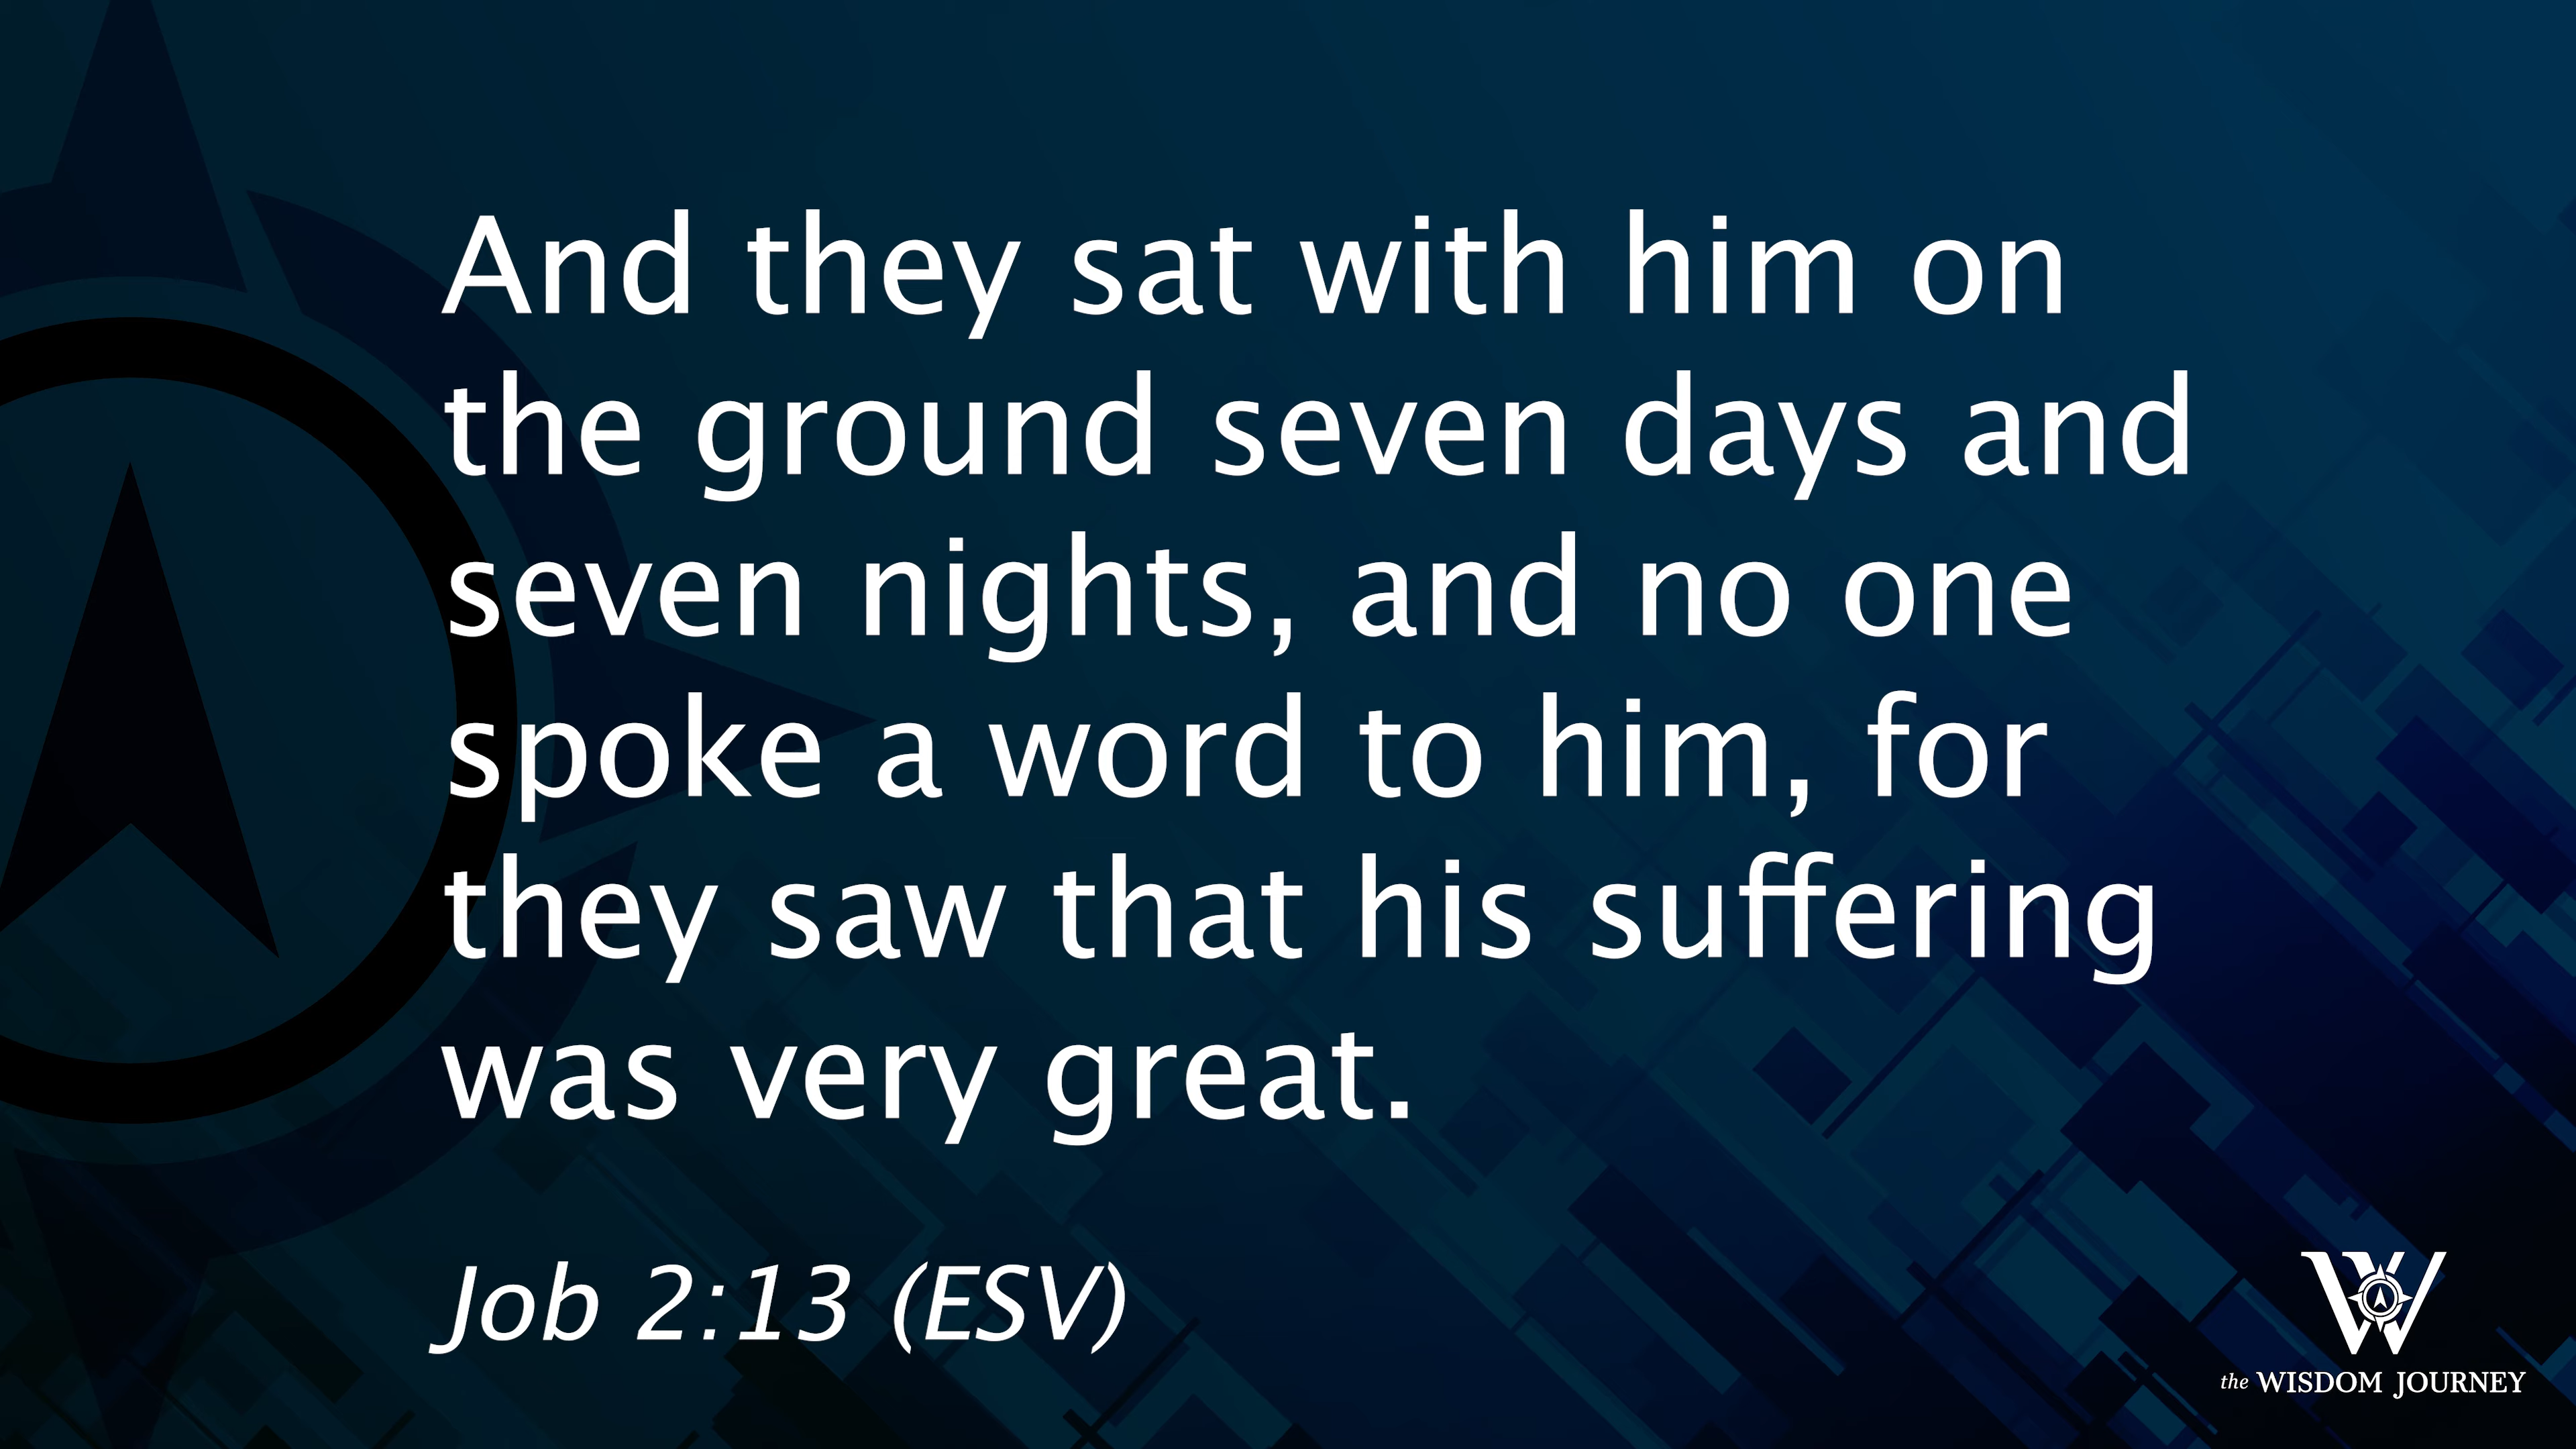 And they sat with him on
the ground seven days and
seven nights, and no one
spoke a word to him, for
they saw that his suffering
was very great.
Job 2:13 (ESV)
W
the WISDOM JOURNEY